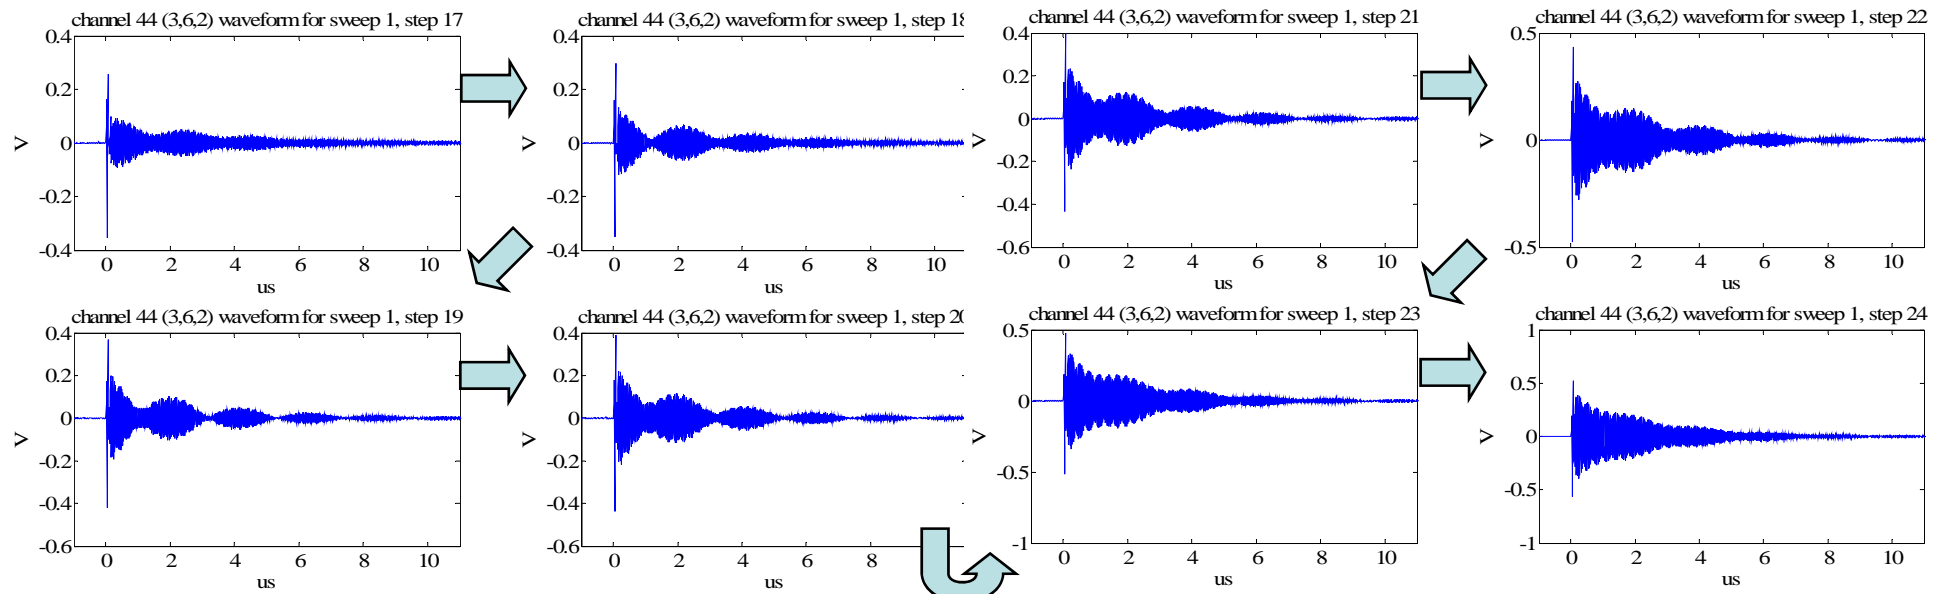 channel 44 (3,6,2) waveform for sweep 1, step 17
0.4
0.2
0
-0.2
-0.4
V
0 2 4 6 8 10
us
channel 44 (3,6,2) waveform for sweep 1, step 18
0.4
0.2
0
-0.2
-0.4
V
0 2 4 6 8 10
us
channel 44 (3,6,2) waveform for sweep 1, step 19
0.4
0.2
0
-0.2
-0.4
-0.6
V
0 2 4 6 8 10
us
channel 44 (3,6,2) waveform for sweep 1, step 20
0.4
0.2
0
-0.2
-0.4
-0.6
V
0 2 4 6 8 10
us
channel 44 (3,6,2) waveform for sweep 1, step 21
0.4
0.2
0
-0.2
-0.4
-0.6
V
0 2 4 6 8 10
us
channel 44 (3,6,2) waveform for sweep 1, step 22
0.5
0
-0.5
V
0 2 4 6 8 10
us
channel 44 (3,6,2) waveform for sweep 1, step 23
0.5
0
-0.5
-1
V
0 2 4 6 8 10
us
channel 44 (3,6,2) waveform for sweep 1, step 24
1
0.5
0
-0.5
-1
V
0 2 4 6 8 10
us